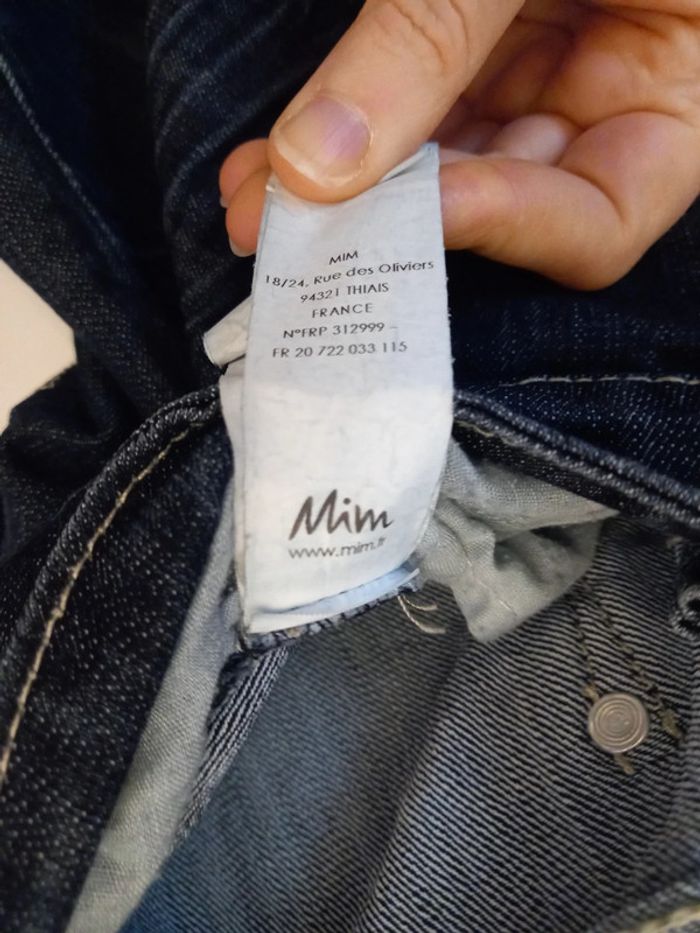 MIM
18/24, Rue des Oliviers
94321 THIAIS
FRANCE
N°FRP 312999 –
FR 20 722 033 115
Mim
www.mim.fr